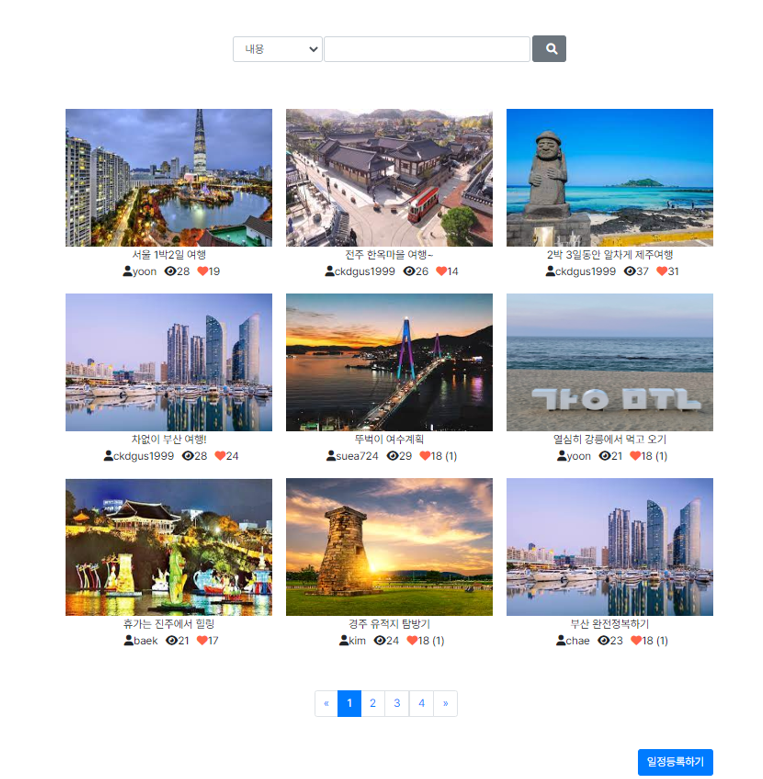 내용
서울 1박2일 여행
yoon 28 19
전주 한옥마을 여행~
ckdgus1999 26 14
2박 3일동안 알차게 제주여행
ckdgus1999 37 31
차없이 부산 여행!
ckdgus1999 28 24
뚜벅이 여수계획
suea724 29 18 (1)
열심히 강릉에서 먹고 오기
yoon 21 18 (1)
휴가는 진주에서 힐링
baek 21 17
경주 유적지 탐방기
kim 24 18 (1)
부산 완전정복하기
chae 23 18 (1)
« 1 2 3 4 »
일정등록하기